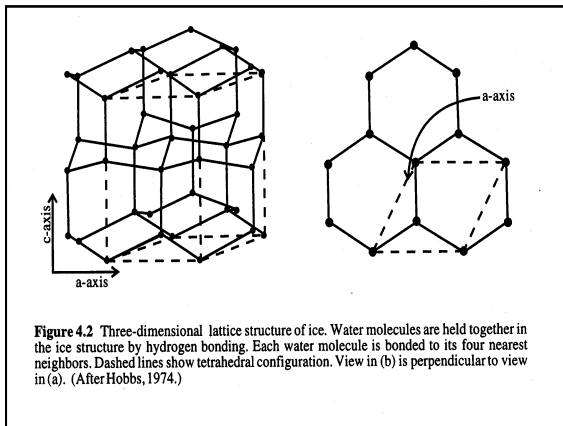 a-axis
c-axis
a-axis
Figure 4.2 Three-dimensional lattice structure of ice. Water molecules are held together in
the ice structure by hydrogen bonding. Each water molecule is bonded to its four nearest
neighbors. Dashed lines show tetrahedral configuration. View in (b) is perpendicular to view
in (a). (After Hobbs, 1974.)